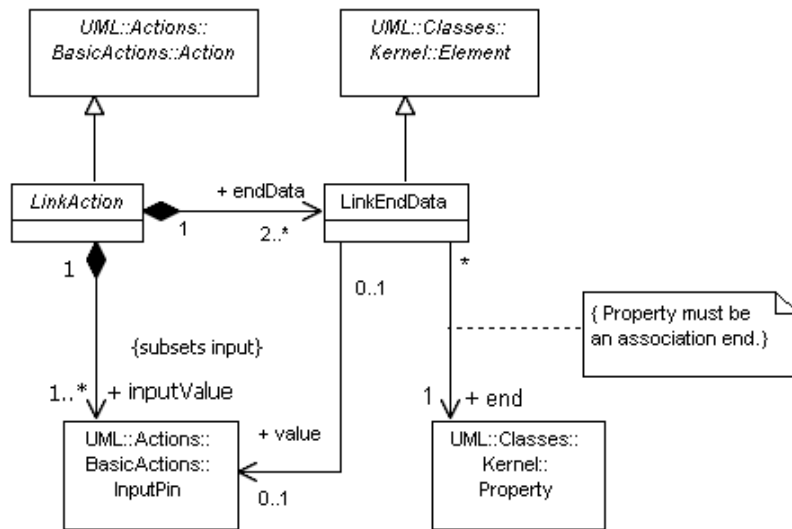 UML::Actions::
BasicActions::Action
UML::Classes::
Kernel::Element
LinkAction
+ endData
LinkEndData
1
2..*
1
0..1
*
{ Property must be
an association end.}
{subsets input}
1..*
+ inputValue
1
+ end
UML::Actions::
BasicActions::
InputPin
+ value
0..1
UML::Classes::
Kernel::
Property